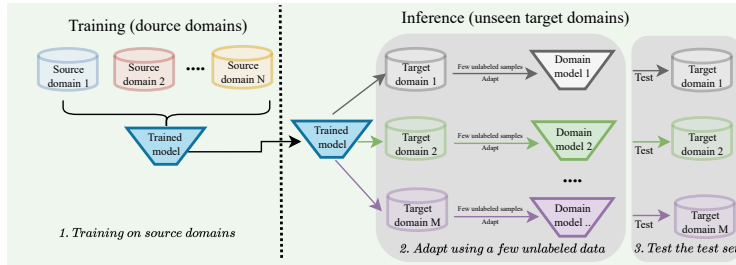 Training (dource domains)
Source
domain 1
Source
domain 2
....
Source
domain N
Trained
model
1. Training on source domains
Inference (unseen target domains)
Trained
model
Target
domain 1
Few unlabeled samples
Adapt
Domain
model 1
Test
Target
domain 1
Target
domain 2
Few unlabeled samples
Adapt
Domain
model 2
Test
Target
domain 2
....
Target
domain M
Few unlabeled samples
Adapt
Domain
model ..
Test
Target
domain M
2. Adapt using a few unlabeled data
3. Test the test set